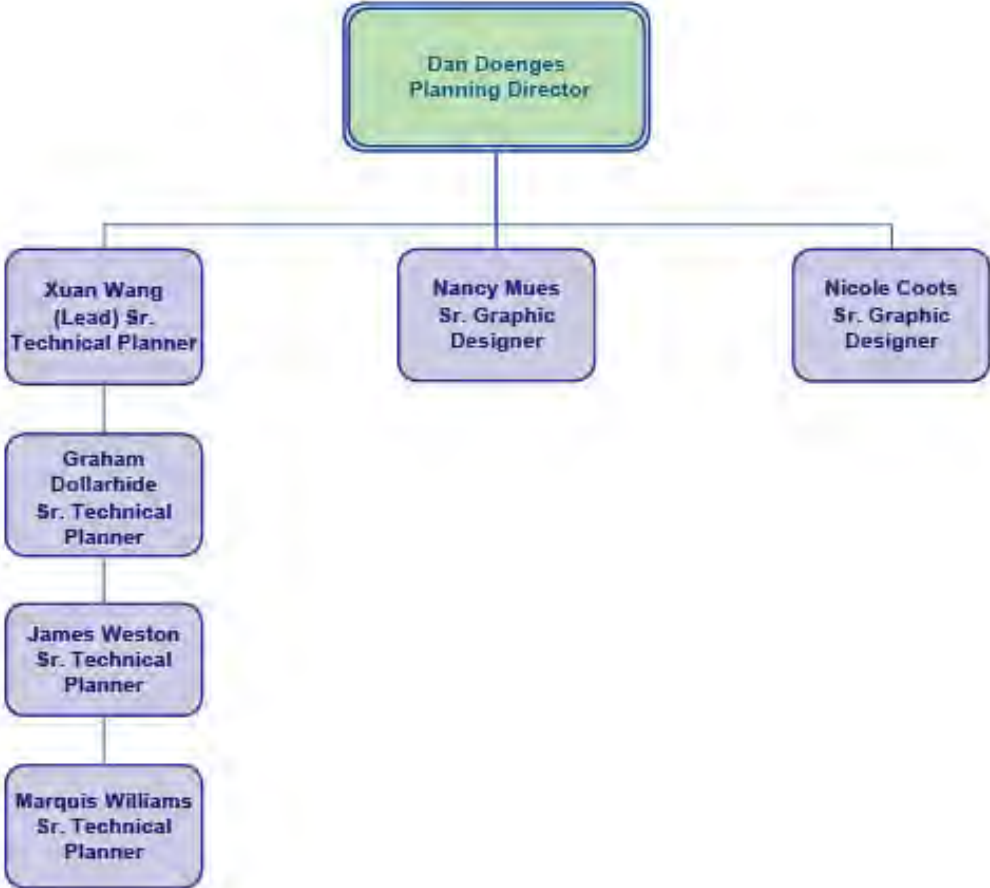 Dan Doenges
Planning Director
Xuan Wang
(Lead) Sr.
Technical Planner
Nancy Mues
Sr. Graphic
Designer
Nicole Coots
Sr. Graphic
Designer
Graham
Dollarhide
Sr. Technical
Planner
James Weston
Sr. Technical
Planner
Marquis Williams
Sr. Technical
Planner